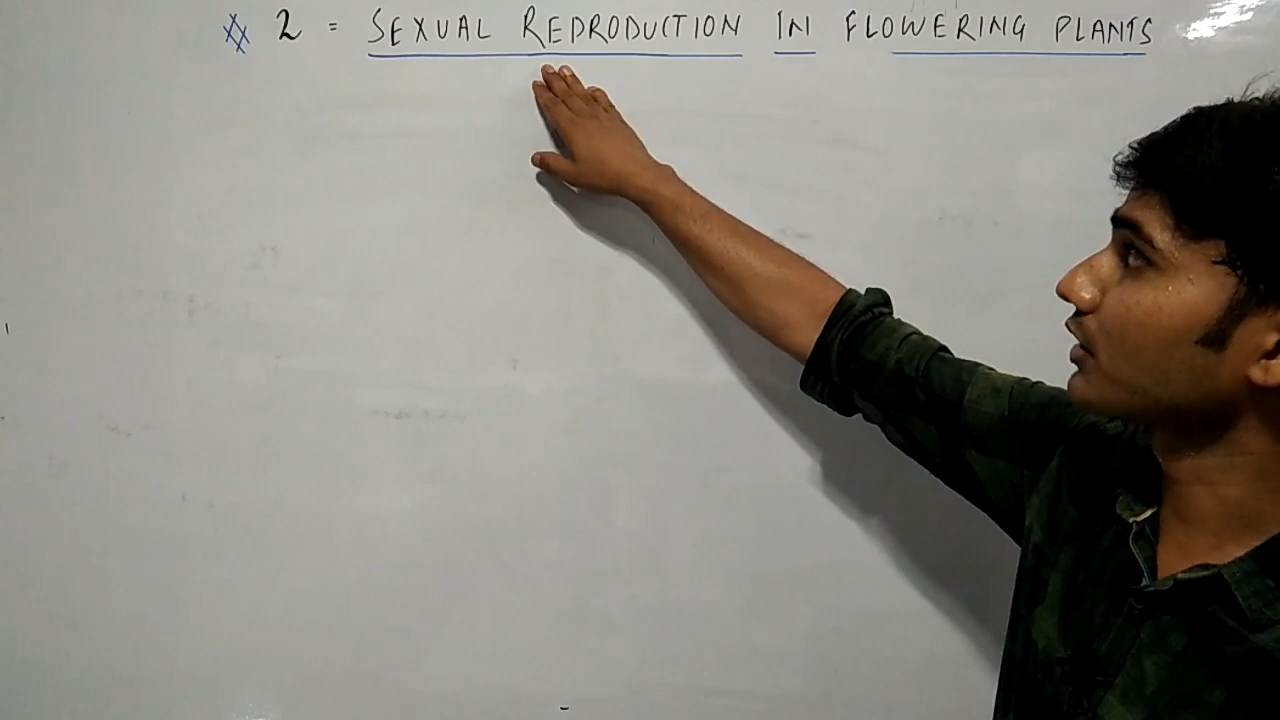 2 = SEXUAL REPRODUCTION IN FLOWERING PLANTS